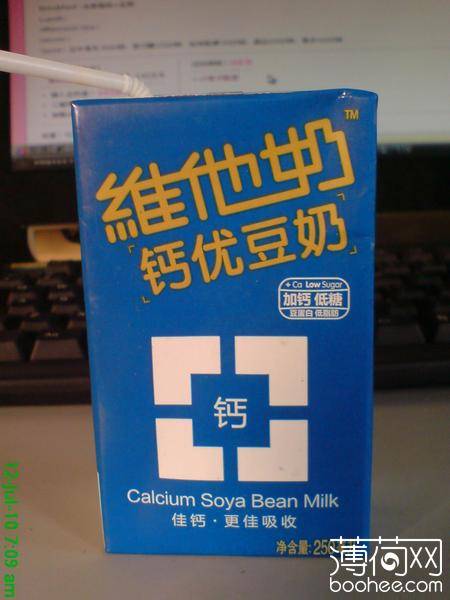 維他奶
TM
钙优豆奶
+ Ca Low Sugar
加钙 低糖
豆蛋白 低脂肪
钙
Calcium Soya Bean Milk
佳钙·更佳吸收
净含量: 250
12-Jul-10 7:09 am
薄荷网
boohee.com